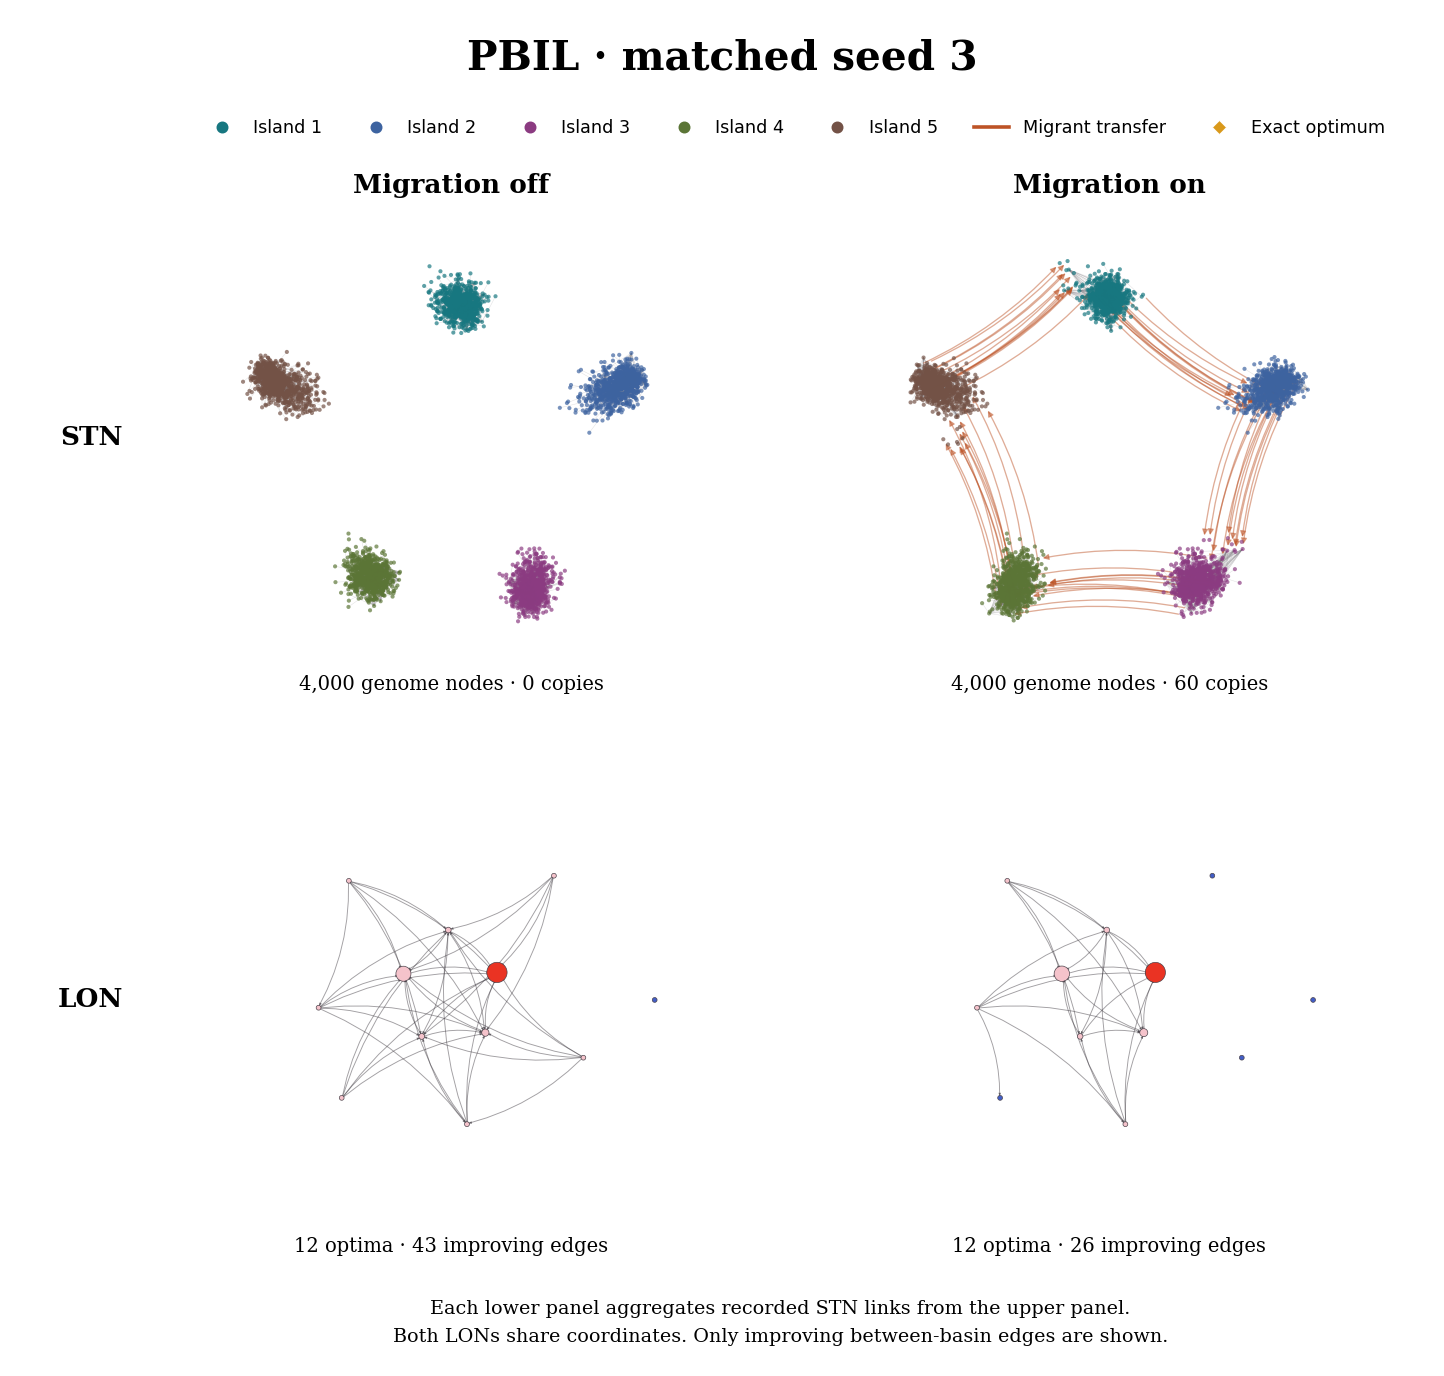 PBIL · matched seed 3
Island 1
Island 2
Island 3
Island 4
Island 5
Migrant transfer
Exact optimum
Migration off
Migration on
STN
4,000 genome nodes · 0 copies
4,000 genome nodes · 60 copies
LON
12 optima · 43 improving edges
12 optima · 26 improving edges
Each lower panel aggregates recorded STN links from the upper panel.
Both LONs share coordinates. Only improving between-basin edges are shown.